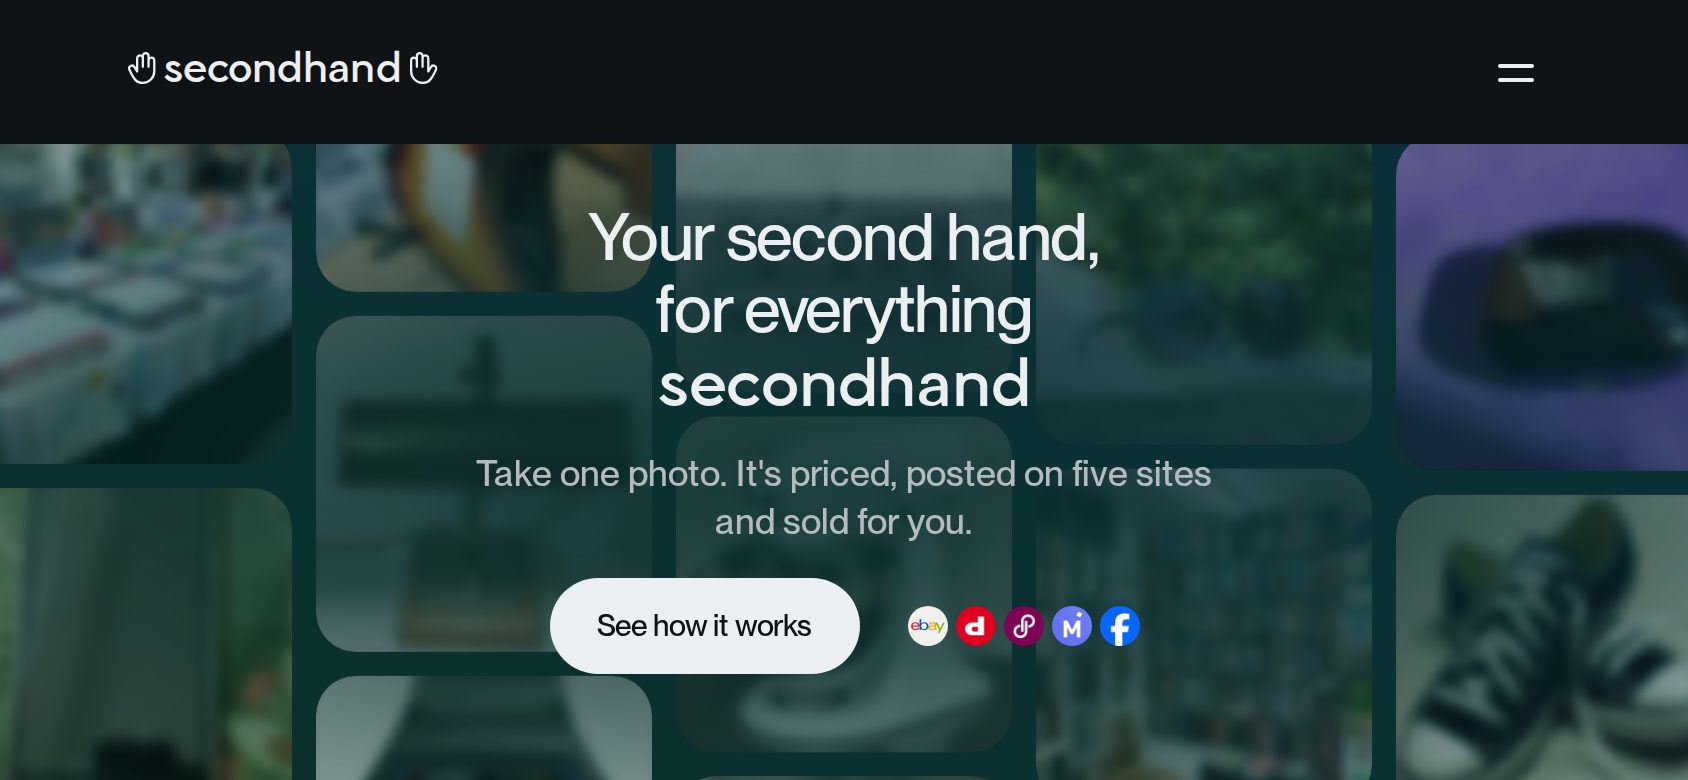 secondhand
Your second hand,
for everything
secondhand
Take one photo. It's priced, posted on five sites
and sold for you.
See how it works
ebay
d
M
f